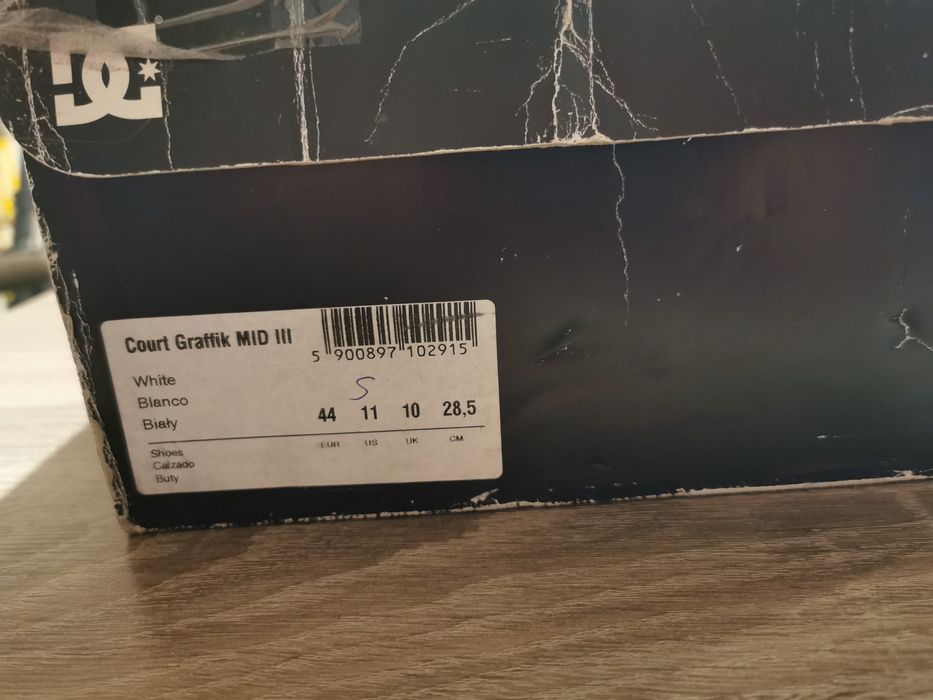 DC
Court Graffik MID III
5 900897 102915
White
Blanco
Biały
S
44 11 10 28,5
EUR US UK CM
Shoes
Calzado
Buty